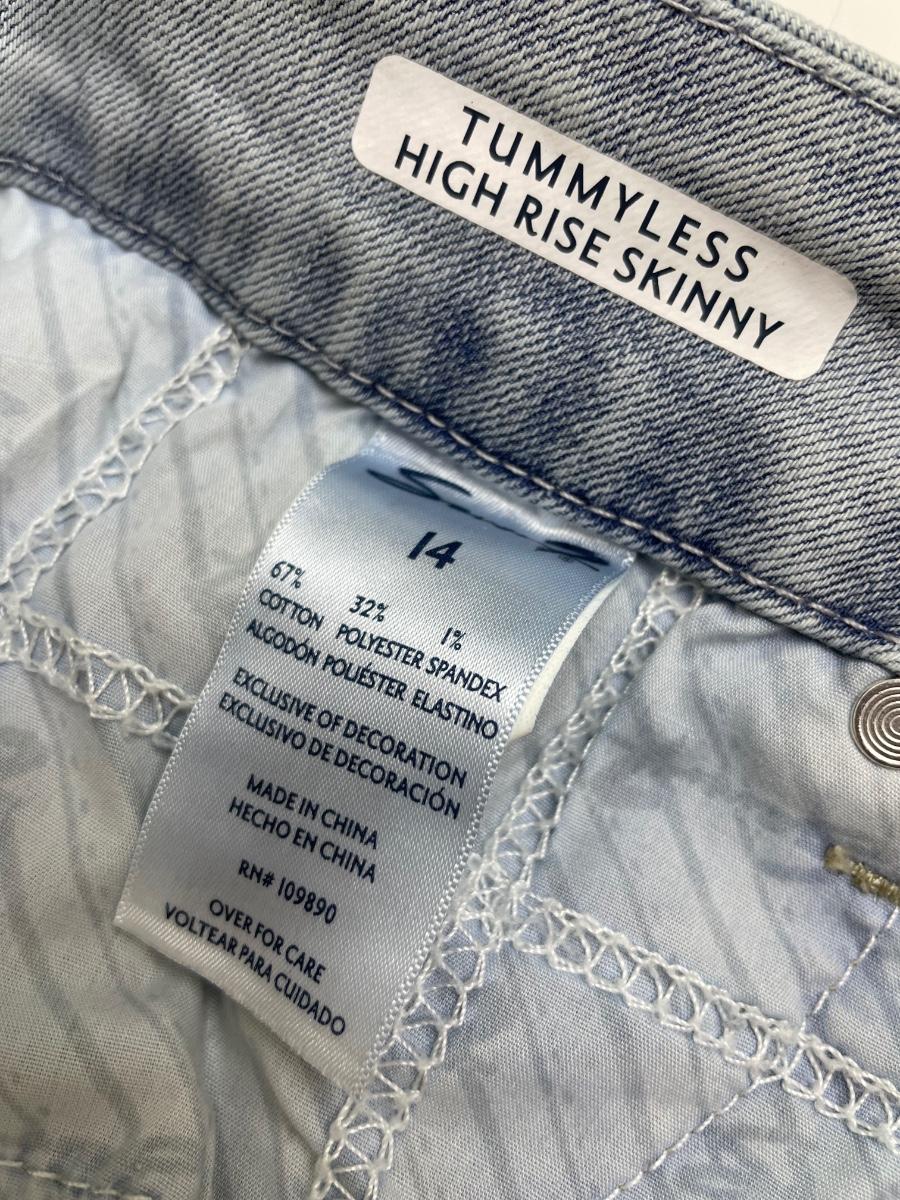 TUMMYLESS
HIGH RISE SKINNY
14
67% 32% 1%
COTTON POLYESTER SPANDEX
ALGODÓN POLIÉSTER ELASTINO
EXCLUSIVE OF DECORATION
EXCLUSIVO DE DECORACIÓN
MADE IN CHINA
HECHO EN CHINA
RN# 109890
OVER FOR CARE
VOLTEAR PARA CUIDADO